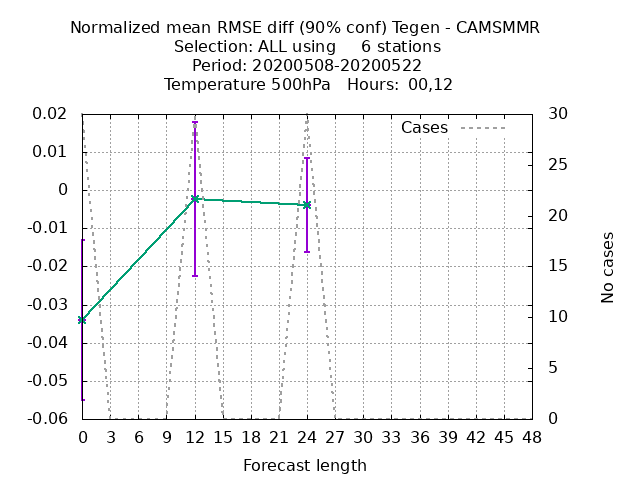 Normalized mean RMSE diff (90% conf) Tegen - CAMSMMR
Selection: ALL using 6 stations
Period: 20200508-20200522
Temperature 500hPa Hours: 00,12
Cases
0.02
0.01
0
-0.01
-0.02
-0.03
-0.04
-0.05
-0.06
30
25
20
15
10
5
0
No cases
0 3 6 9 12 15 18 21 24 27 30 33 36 39 42 45 48
Forecast length